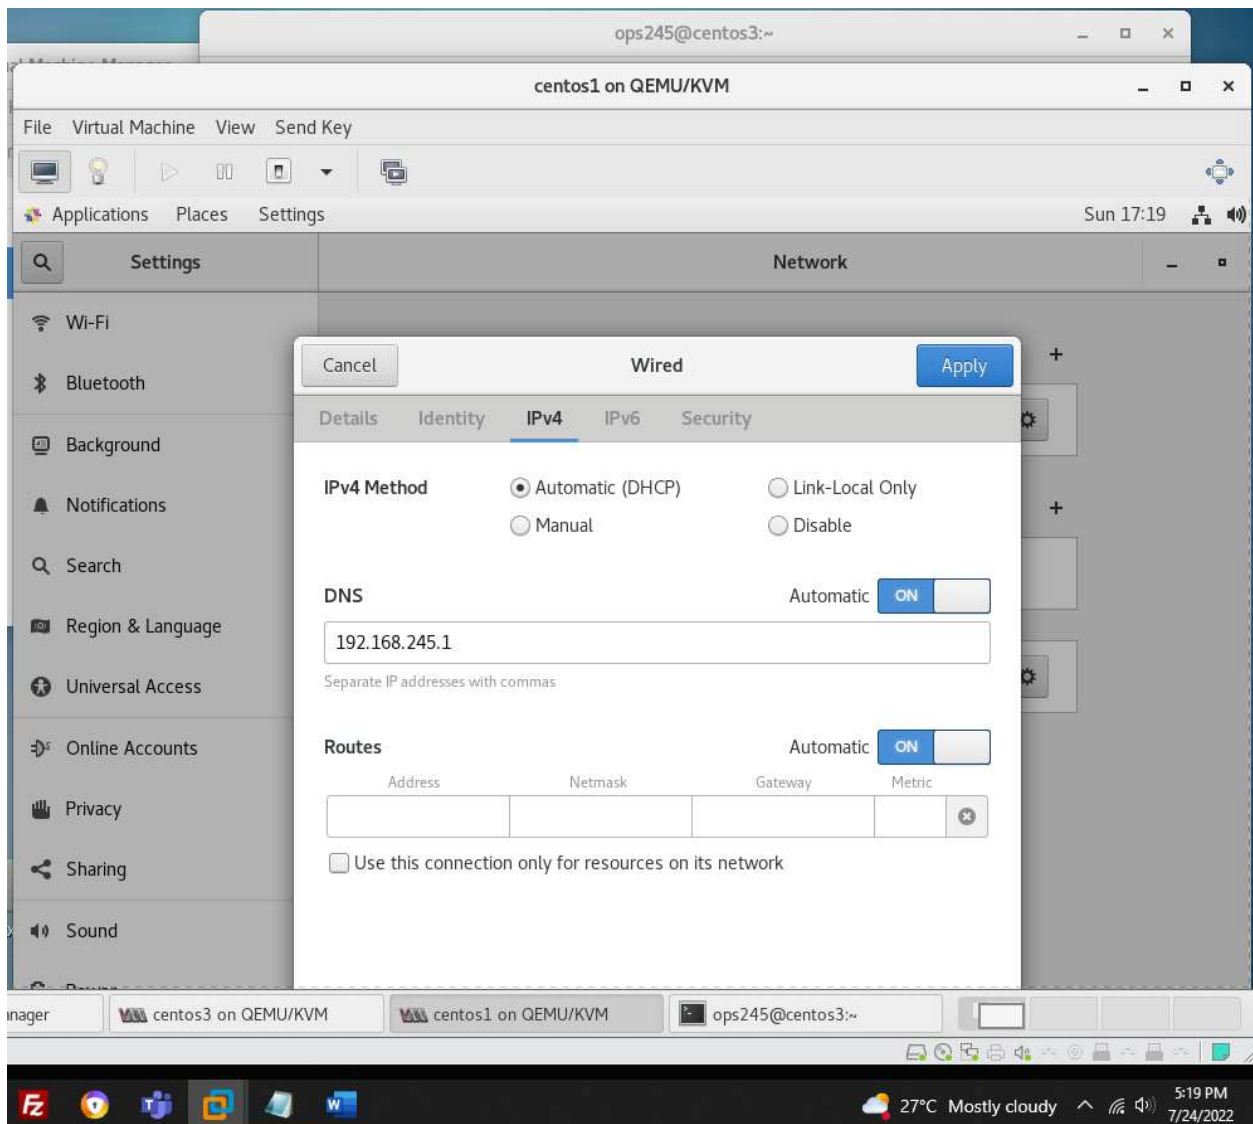 ops245@centos3:~
centos1 on QEMU/KVM
File Virtual Machine View Send Key
Applications Places Settings
Sun 17:19
Settings
Network
Wi-Fi
Bluetooth
Background
Notifications
Search
Region & Language
Universal Access
Online Accounts
Privacy
Sharing
Sound
Cancel
Wired
Apply
Details Identity IPv4 IPv6 Security
IPv4 Method
Automatic (DHCP)
Link-Local Only
Manual
Disable
DNS
Automatic ON
192.168.245.1
Separate IP addresses with commas
Routes
Automatic ON
Address Netmask Gateway Metric
Use this connection only for resources on its network
centos3 on QEMU/KVM
centos1 on QEMU/KVM
ops245@centos3:~
27°C Mostly cloudy
5:19 PM
7/24/2022